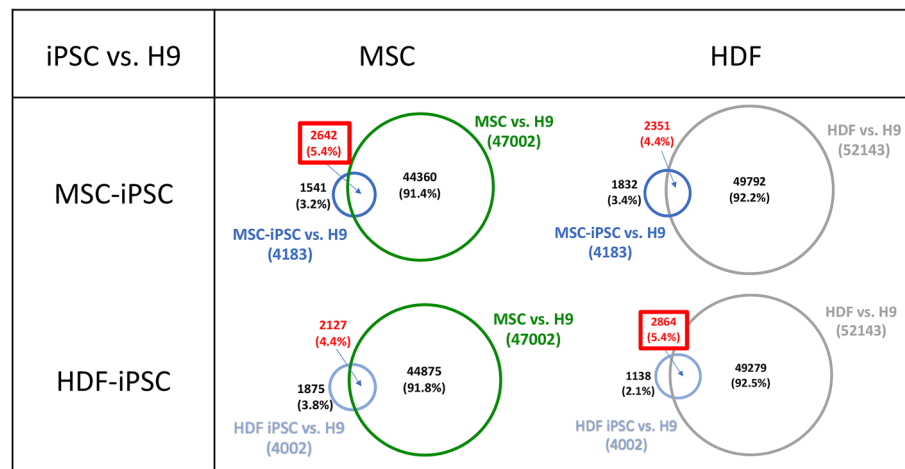 iPSC vs. H9
MSC
HDF
MSC-iPSC
2642
(5.4%)
MSC vs. H9
(47002)
1541
(3.2%)
44360
(91.4%)
MSC-iPSC vs. H9
(4183)
2351
(4.4%)
HDF vs. H9
(52143)
1832
(3.4%)
49792
(92.2%)
MSC-iPSC vs. H9
(4183)
HDF-iPSC
2127
(4.4%)
MSC vs. H9
(47002)
1875
(3.8%)
44875
(91.8%)
HDF iPSC vs. H9
(4002)
2864
(5.4%)
HDF vs. H9
(52143)
1138
(2.1%)
49279
(92.5%)
HDF iPSC vs. H9
(4002)